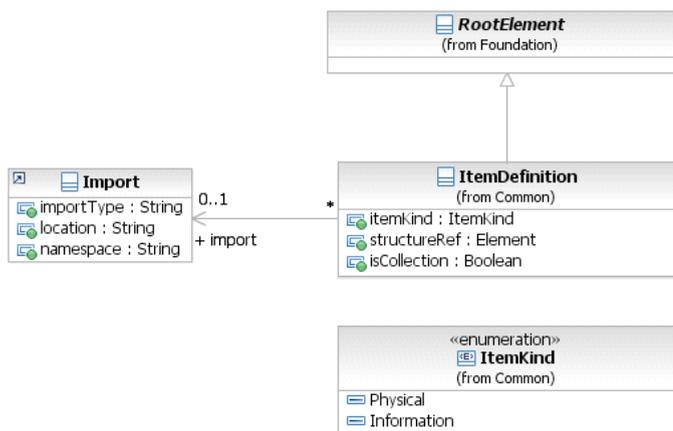 RootElement
(from Foundation)
Import
importType : String
location : String
namespace : String
0..1
+ import
*
ItemDefinition
(from Common)
itemKind : ItemKind
structureRef : Element
isCollection : Boolean
«enumeration»
<E> ItemKind
(from Common)
Physical
Information